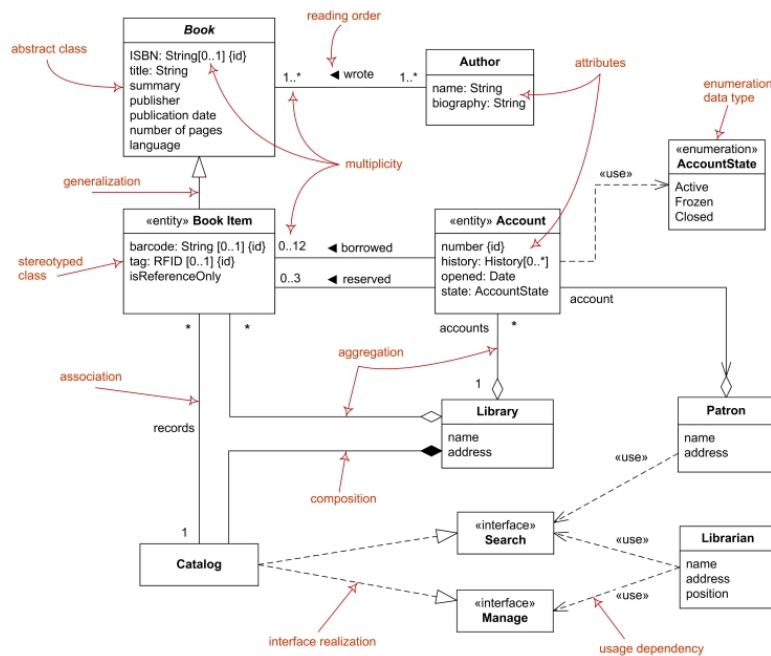 reading order
Book
abstract class
ISBN: String[0..1] {id}
title: String
summary
publisher
publication date
number of pages
language
1..*
◄ wrote
1..*
Author
name: String
biography: String
attributes
enumeration
data type
«enumeration»
AccountState
Active
Frozen
Closed
multiplicity
generalization
«use»
«entity» Book Item
barcode: String [0..1] {id}
tag: RFID [0..1] {id}
isReferenceOnly
stereotyped
class
0..12
◄ borrowed
0..3
◄ reserved
«entity» Account
number {id}
history: History[0..*]
opened: Date
state: AccountState
account
*
*
accounts
*
aggregation
association
1
records
Library
name
address
Patron
name
address
composition
«use»
1
Catalog
«interface»
Search
«use»
Librarian
name
address
position
«interface»
Manage
«use»
interface realization
usage dependency